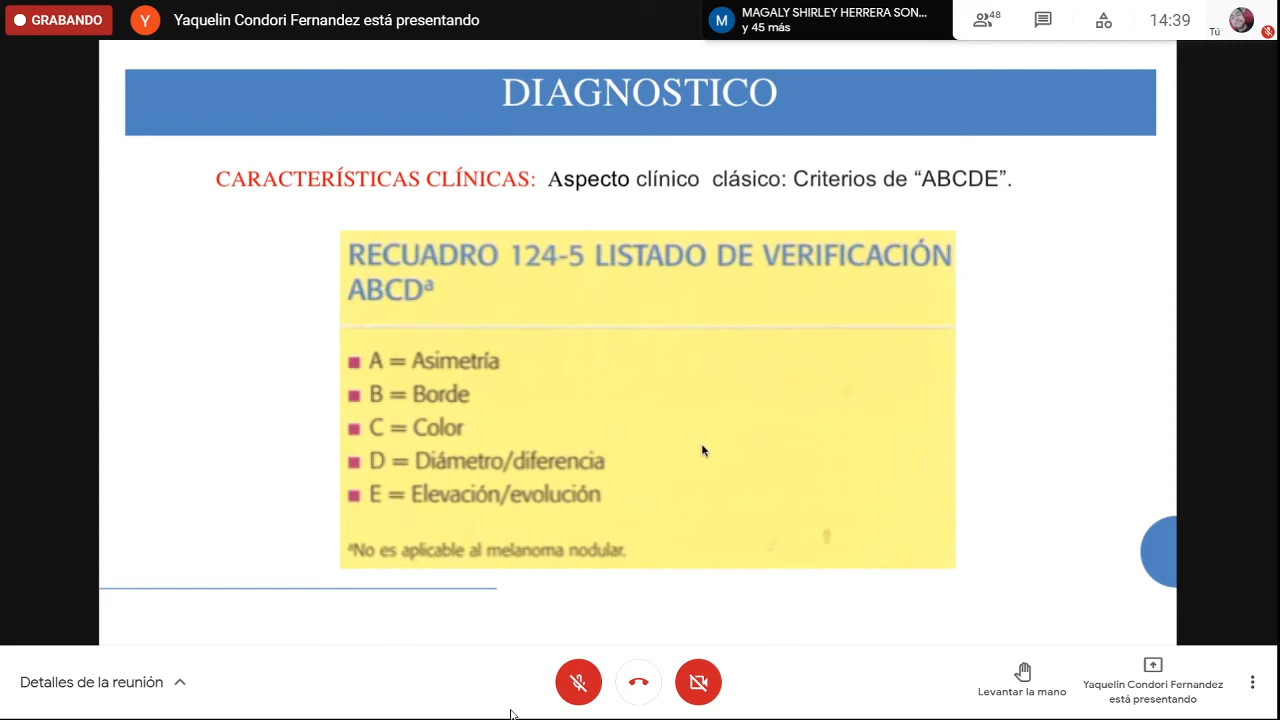 GRABANDO
Y
Yaquelin Condori Fernandez está presentando
M
MAGALY SHIRLEY HERRERA SON...
y 45 más
48
14:39
Tú
DIAGNOSTICO
CARACTERÍSTICAS CLÍNICAS: Aspecto clínico clásico: Criterios de “ABCDE”.
RECUADRO 124-5 LISTADO DE VERIFICACIÓN
ABCDᵃ
A = Asimetría
B = Borde
C = Color
D = Diámetro/diferencia
E = Elevación/evolución
ᵃNo es aplicable al melanoma nodular.
Detalles de la reunión
Levantar la mano
Yaquelin Condori Fernandez
está presentando